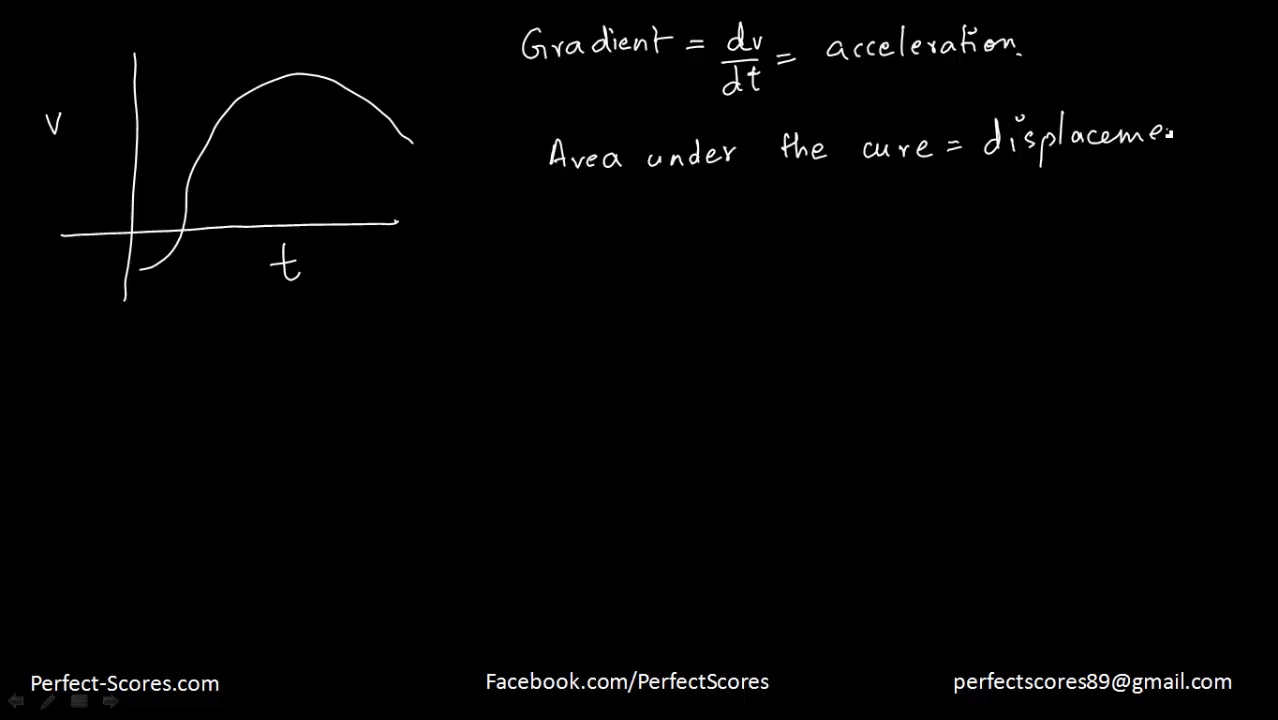 Gradient = dv/dt = acceleration.
Area under the cure = displaceme
v
t
Perfect-Scores.com
Facebook.com/PerfectScores
perfectscores89@gmail.com